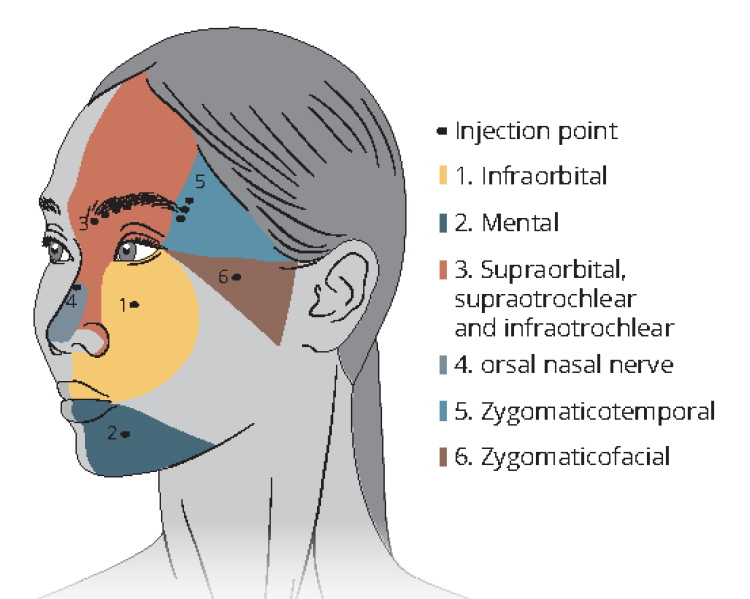 5
3
6
4
1
2
Injection point
1. Infraorbital
2. Mental
3. Supraorbital,
supraotrochlear
and infraotrochlear
4. orsal nasal nerve
5. Zygomaticotemporal
6. Zygomaticofacial